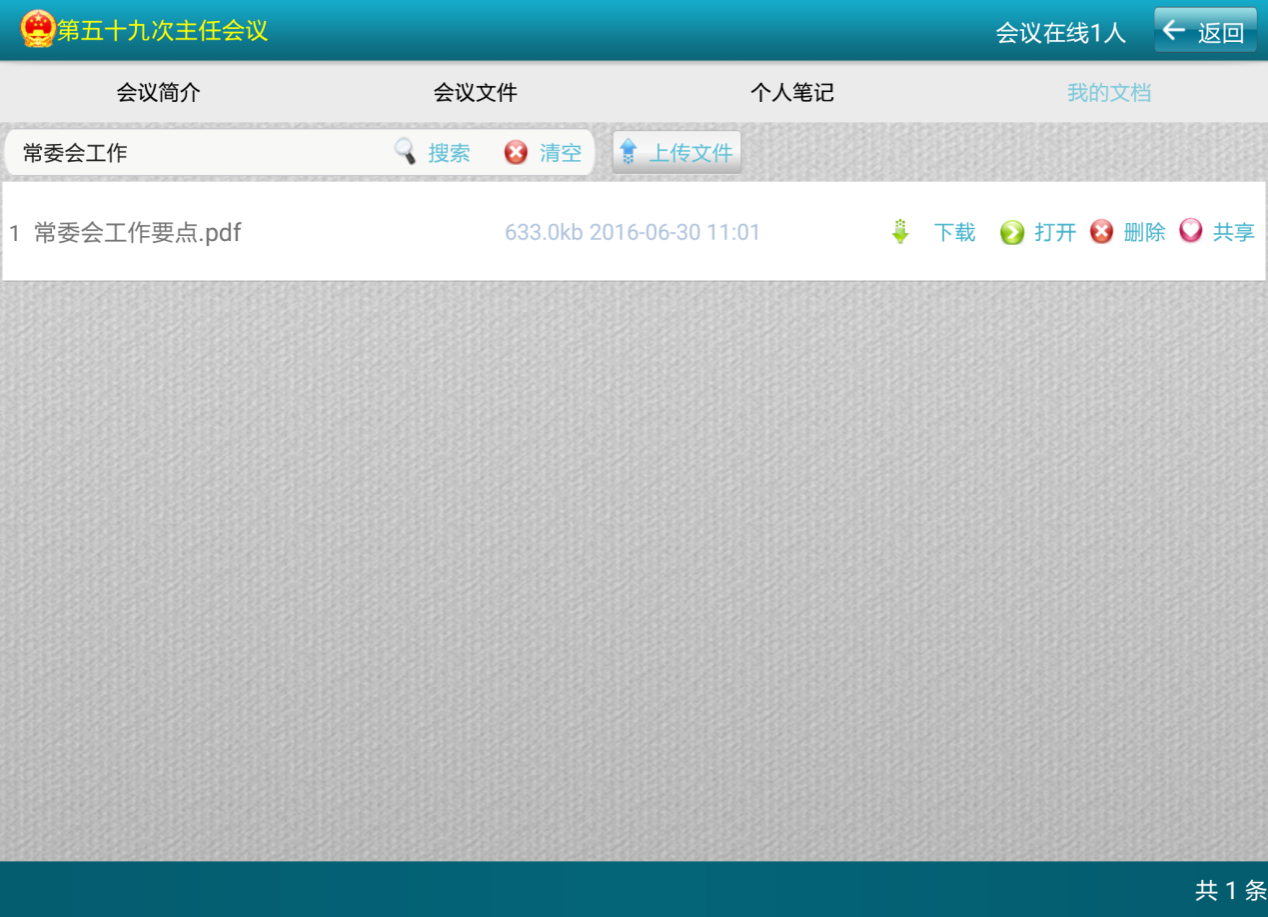 第五十九次主任会议
会议在线1人
返回
会议简介
会议文件
个人笔记
我的文档
常委会工作
搜索
清空
上传文件
1 常委会工作要点.pdf
633.0kb 2016-06-30 11:01
下载
打开
删除
共享
共 1 条